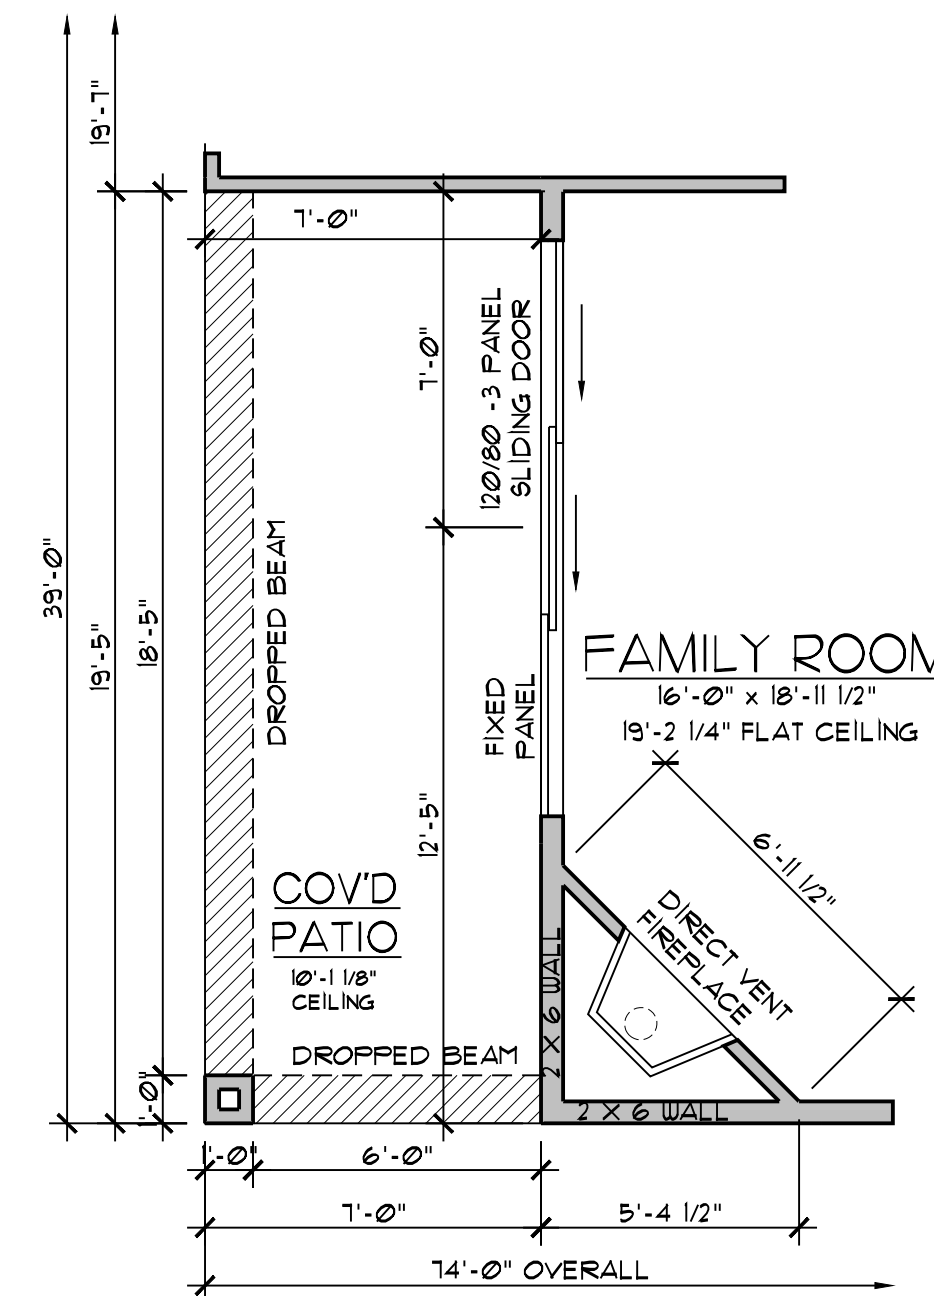 19'-7"
7'-0"
120/80 -3 PANEL
SLIDING DOOR
7'-0"
39'-0"
19'-5"
18'-5"
DROPPED BEAM
FIXED
PANEL
FAMILY ROOM
16'-0" x 18'-11 1/2"
19'-2 1/4" FLAT CEILING
12'-5"
6'-11 1/2"
COV'D
PATIO
10'-1 1/8"
CEILING
DIRECT VENT
FIREPLACE
2 X 6 WALL
DROPPED BEAM
1'-0"
2 X 6 WALL
1'-0"
6'-0"
7'-0"
5'-4 1/2"
74'-0" OVERALL